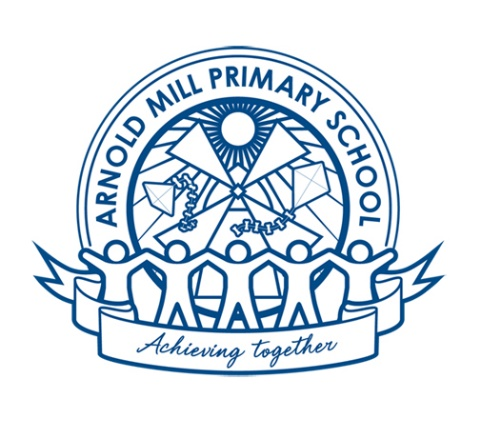 ARNOLD MILL PRIMARY SCHOOL
Achieving together